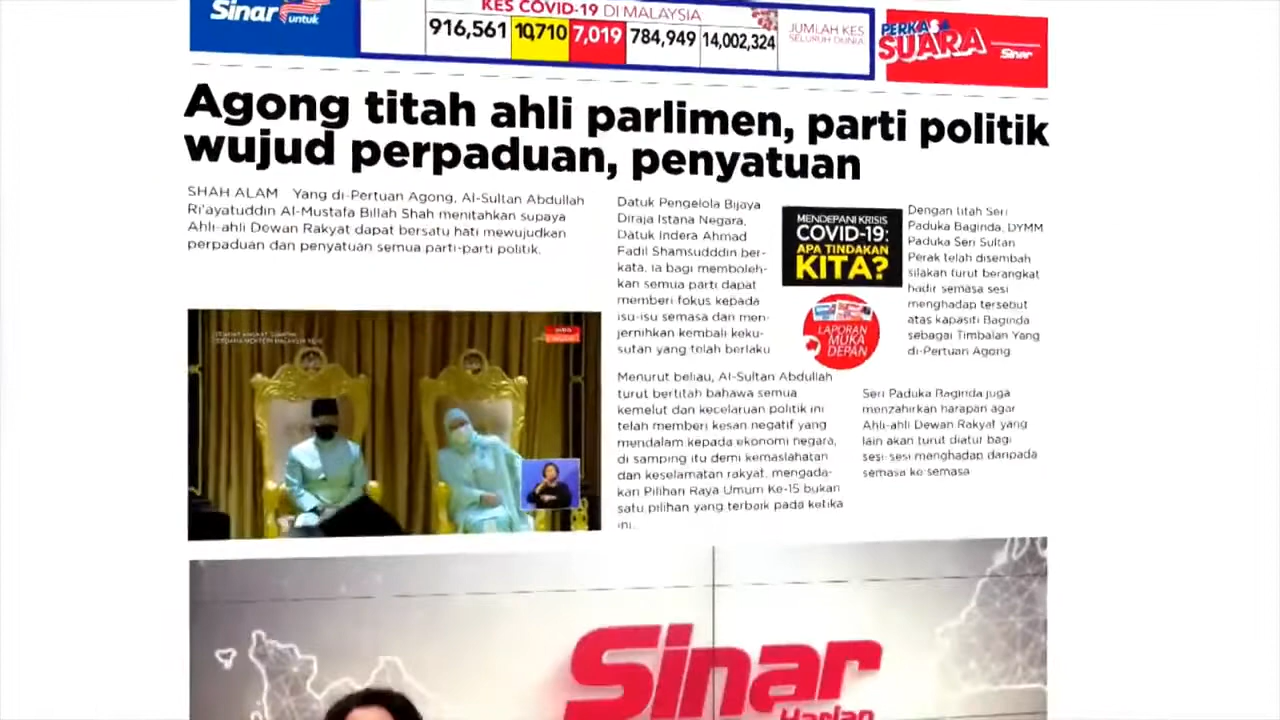 Sinar
untuk
KES COVID-19 DI MALAYSIA
916,561 10,710 7,019 784,949 14,002,324
JUMLAH KES
SELURUH DUNIA
PERKASA
SUARA
Sinar
Agong titah ahli parlimen, parti politik
wujud perpaduan, penyatuan
SHAH ALAM Yang di-Pertuan Agong, Al-Sultan Abdullah
Ri'ayatuddin Al-Mustafa Billah Shah menitahkan supaya
Ahli-ahli Dewan Rakyat dapat bersatu hati mewujudkan
perpaduan dan penyatuan semua parti-parti politik.
Datuk Pengelola Bijaya
Diraja Istana Negara,
Datuk Indera Ahmad
Fadil Shamsudddin ber-
kata, ia bagi memboleh-
kan semua parti dapat
memberi fokus kepada
isu-isu semasa dan men-
jernihkan kembali keku-
sutan yang telah berlaku
Menurut beliau, Al-Sultan Abdullah
turut bertitah bahawa semua
kemelut dan kecelaruan politik ini
telah memberi kesan negatif yang
mendalam kepada ekonomi negara,
di samping itu demi kemaslahatan
dan keselamatan rakyat, mengada-
kan Pilihan Raya Umum Ke-15 bukan
satu pilihan yang terbaik pada ketika
ini.
MENDEPANI KRISIS
COVID-19:
APA TINDAKAN
KITA?
LAPORAN
MUKA
DEPAN
Dengan titah Seri
Paduka Baginda, DYMM
Paduka Seri Sultan
Perak telah disembah
silakan turut berangkat
hadir semasa sesi
menghadap tersebut
atas kapasiti Baginda
sebagai Timbalan Yang
di-Pertuan Agong
Seri Paduka Baginda juga
menzahirkan harapan agar
Ahli-ahli Dewan Rakyat yang
lain akan turut diatur bagi
sesi-sesi menghadap daripada
semasa ke semasa
Sinar
Harian